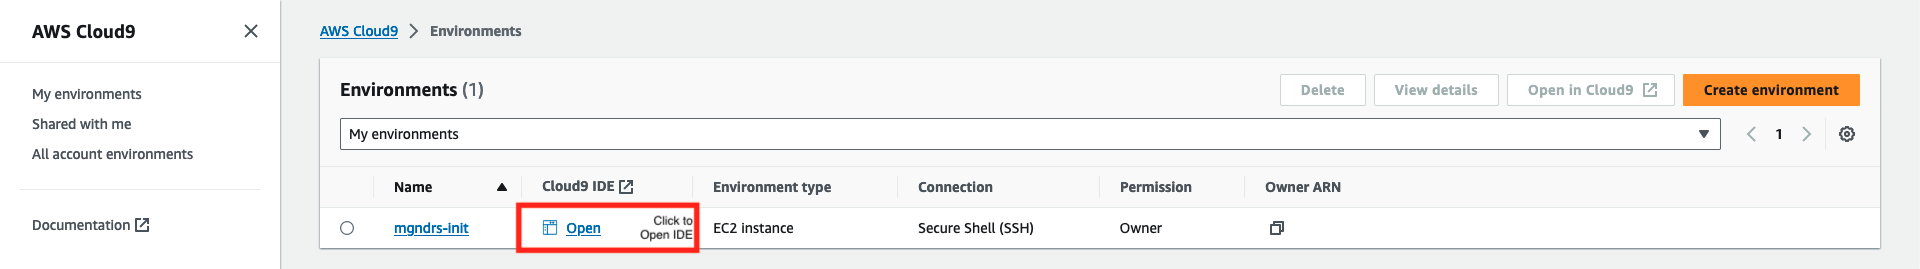 AWS Cloud9
My environments
Shared with me
All account environments
Documentation
AWS Cloud9 Environments
Environments (1)
Delete View details Open in Cloud9 Create environment
My environments
1
Name Cloud9 IDE Environment type Connection Permission Owner ARN
mgndrs-init Open Click to EC2 instance Secure Shell (SSH) Owner
Open IDE